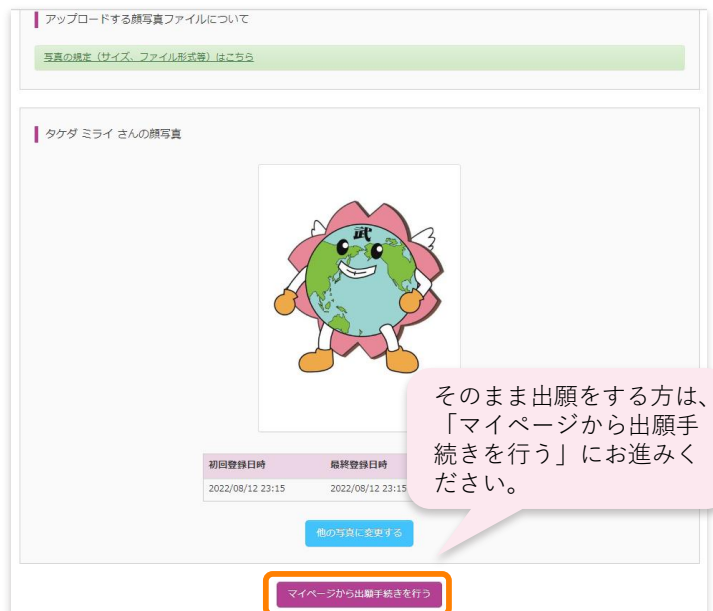 アップロードする顔写真ファイルについて
写真の規定（サイズ、ファイル形式等）はこちら
タケダ ミライ さんの顔写真
武
初回登録日時 最終登録日時
2022/08/12 23:15 2022/08/12 23:15
そのまま出願をする方は、
「マイページから出願手
続きを行う」にお進みく
ださい。
他の写真に変更する
マイページから出願手続きを行う